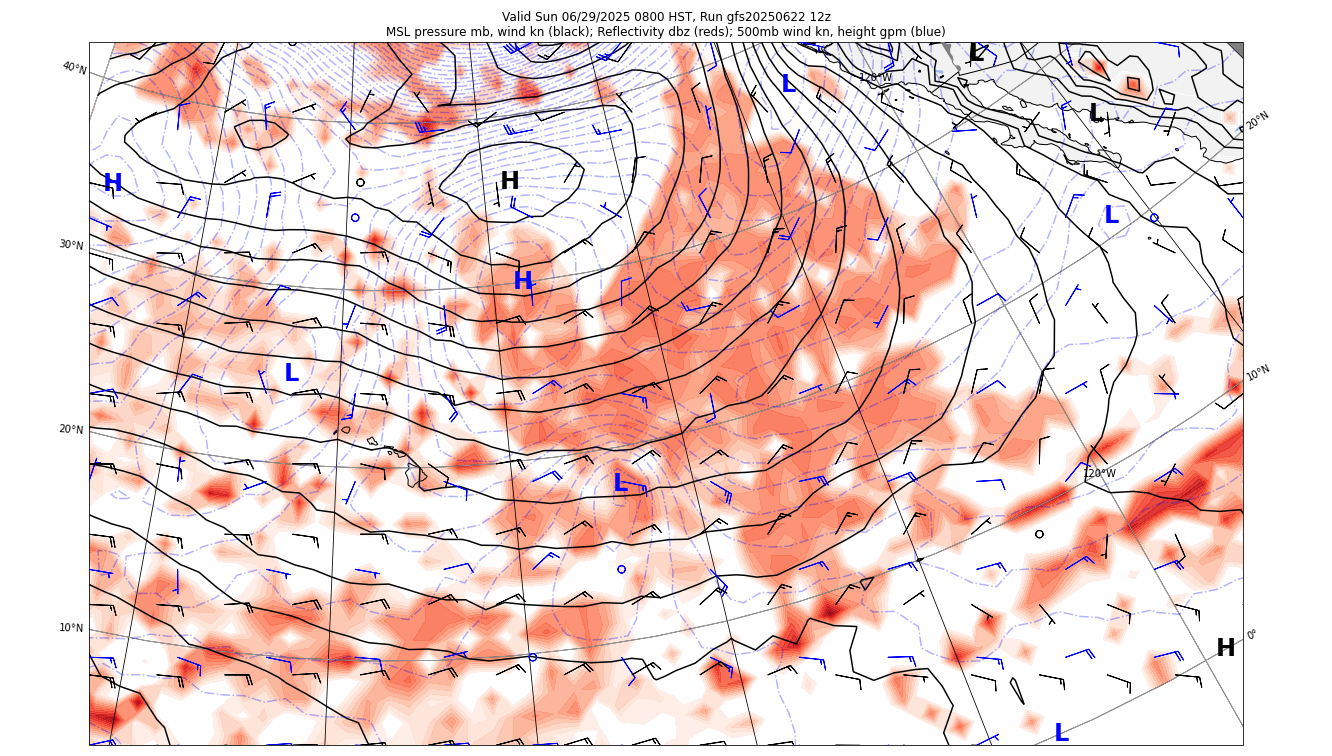 Valid Sun 06/29/2025 0800 HST, Run gfs20250622 12z
MSL pressure mb, wind kn (black); Reflectivity dbz (reds); 500mb wind kn, height gpm (blue)
L
40°N
120°W
L
L
20°N
H
H
L
30°N
H
L
10°N
20°N
120°W
L
10°N
0°
H
L